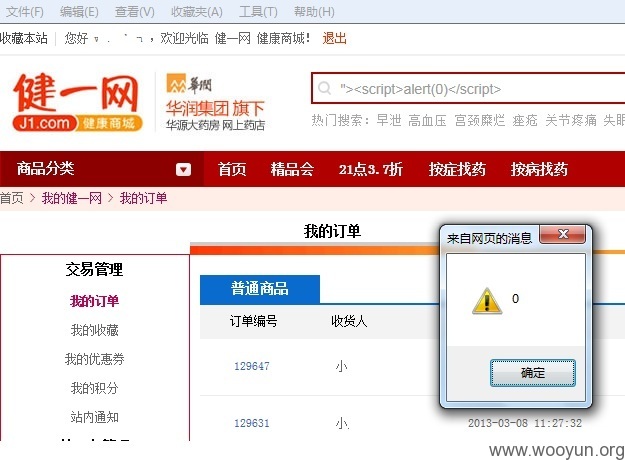 文件(F) 编辑(E) 查看(V) 收藏夹(A) 工具(T) 帮助(H)
收藏本站 您好 ，欢迎光临 健一网 健康商城！ 退出
健一网
J1.com 健康商城
华润
华润集团 旗下
华源大药房 网上药店
"><script>alert(0)</script>
热门搜索：早泄 高血压 宫颈糜烂 痤疮 关节疼痛 失眠
商品分类 首页 精品会 21点3.7折 按症找药 按病找药
首页 > 我的健一网 > 我的订单
我的订单
来自网页的消息
0
确定
交易管理
我的订单
我的收藏
我的优惠券
我的积分
站内通知
普通商品
订单编号 收货人
129647 小
129631 小 2013-03-08 11:27:32
www.wooyun.org